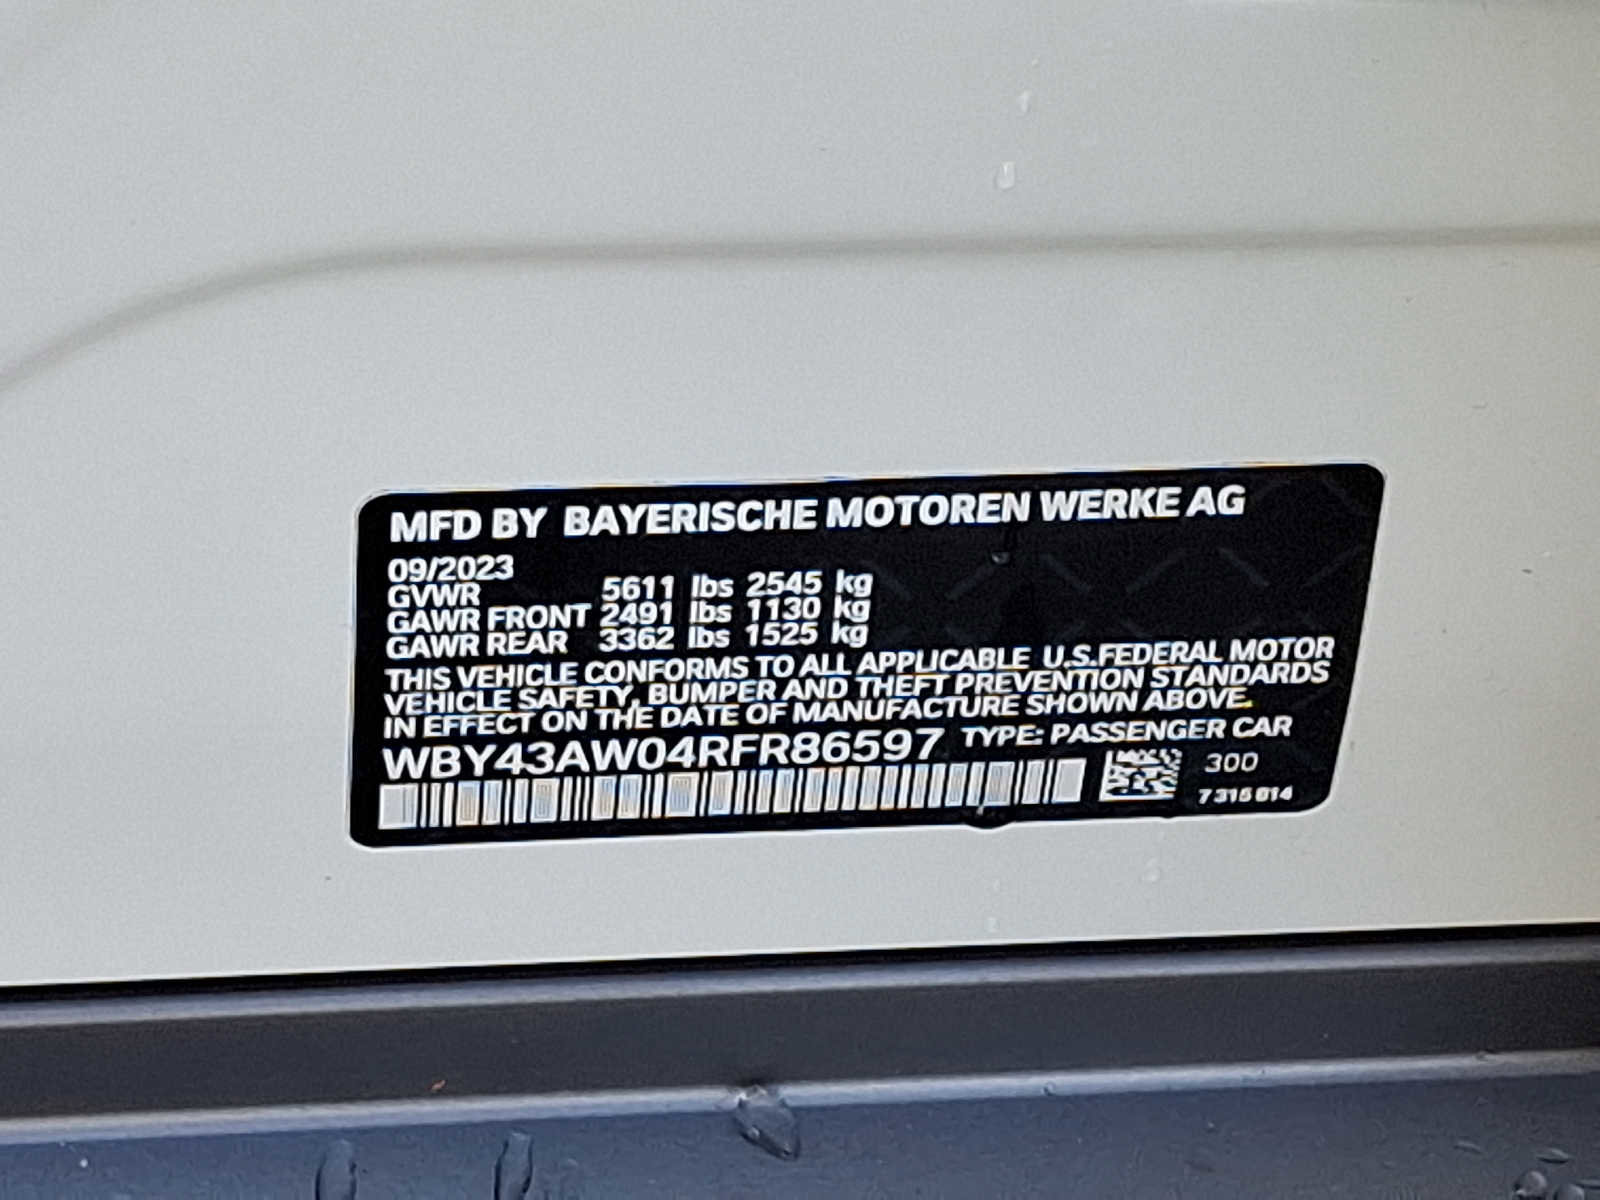 MFD BY BAYERISCHE MOTOREN WERKE AG
09/2023
GVWR 5611 lbs 2545 kg
GAWR FRONT 2491 lbs 1130 kg
GAWR REAR 3362 lbs 1525 kg
THIS VEHICLE CONFORMS TO ALL APPLICABLE U.S.FEDERAL MOTOR
VEHICLE SAFETY, BUMPER AND THEFT PREVENTION STANDARDS
IN EFFECT ON THE DATE OF MANUFACTURE SHOWN ABOVE.
WBY43AW04RFR86597 TYPE: PASSENGER CAR
300
7 315 614